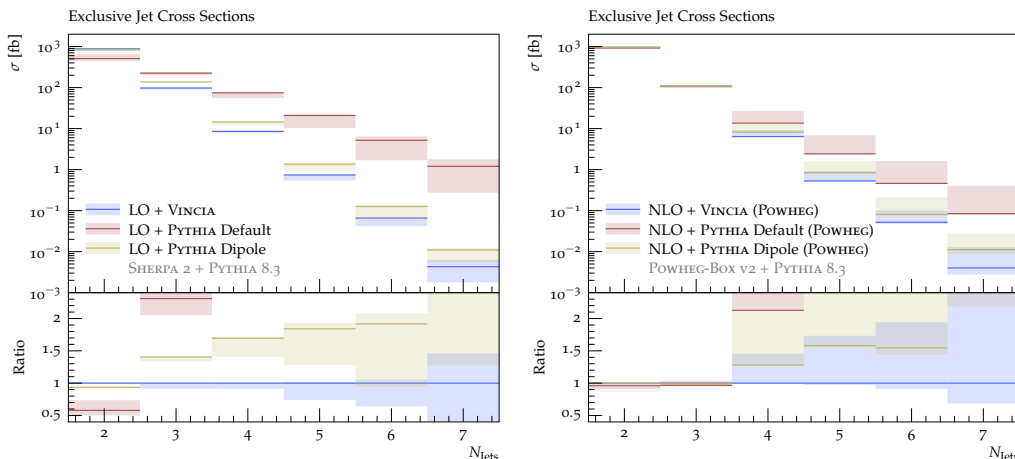 Exclusive Jet Cross Sections
σ [fb]
10³
10²
10¹
1
10⁻¹
10⁻²
10⁻³
LO + Vincia
LO + Pythia Default
LO + Pythia Dipole
Sherpa 2 + Pythia 8.3
Ratio
2
1.5
1
0.5
2 3 4 5 6 7
N_Jets
Exclusive Jet Cross Sections
σ [fb]
10³
10²
10¹
1
10⁻¹
10⁻²
10⁻³
NLO + Vincia (Powheg)
NLO + Pythia Default (Powheg)
NLO + Pythia Dipole (Powheg)
Powheg-Box v2 + Pythia 8.3
Ratio
2
1.5
1
0.5
2 3 4 5 6 7
N_Jets